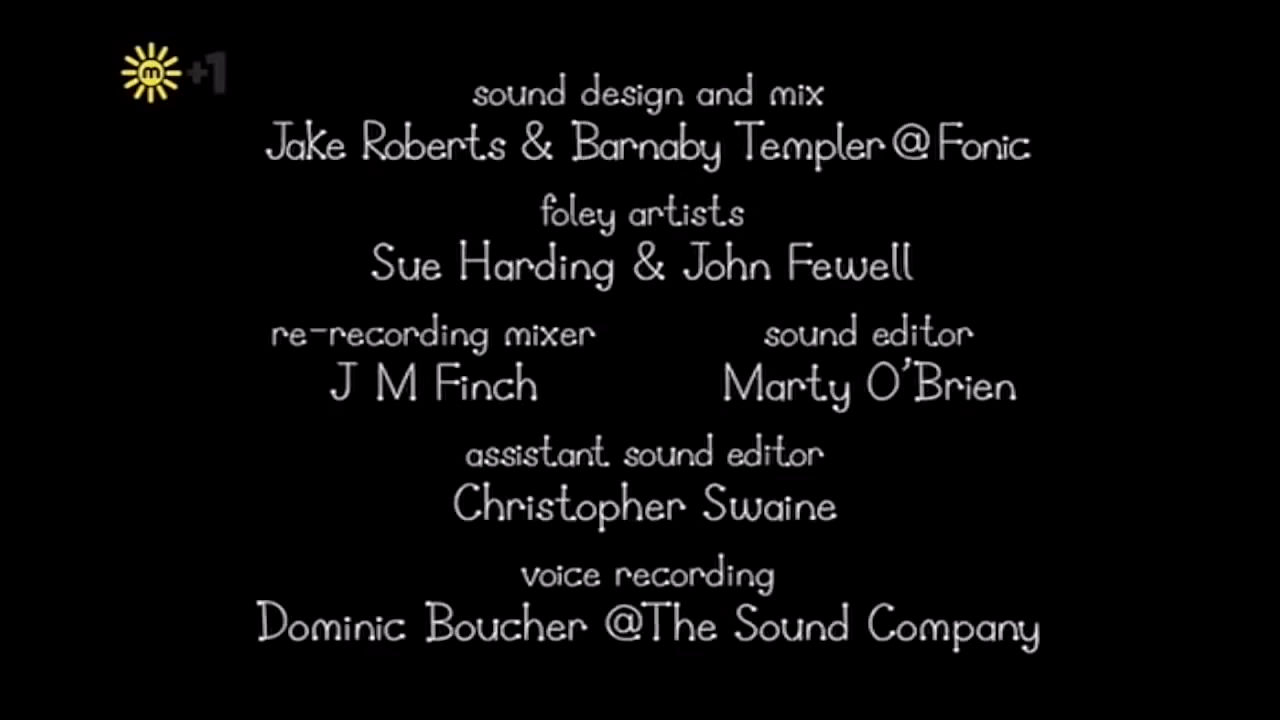 m +1
sound design and mix
Jake Roberts & Barnaby Templer @ Fonic
foley artists
Sue Harding & John Fewell
re-recording mixer
J M Finch
sound editor
Marty O'Brien
assistant sound editor
Christopher Swaine
voice recording
Dominic Boucher @The Sound Company